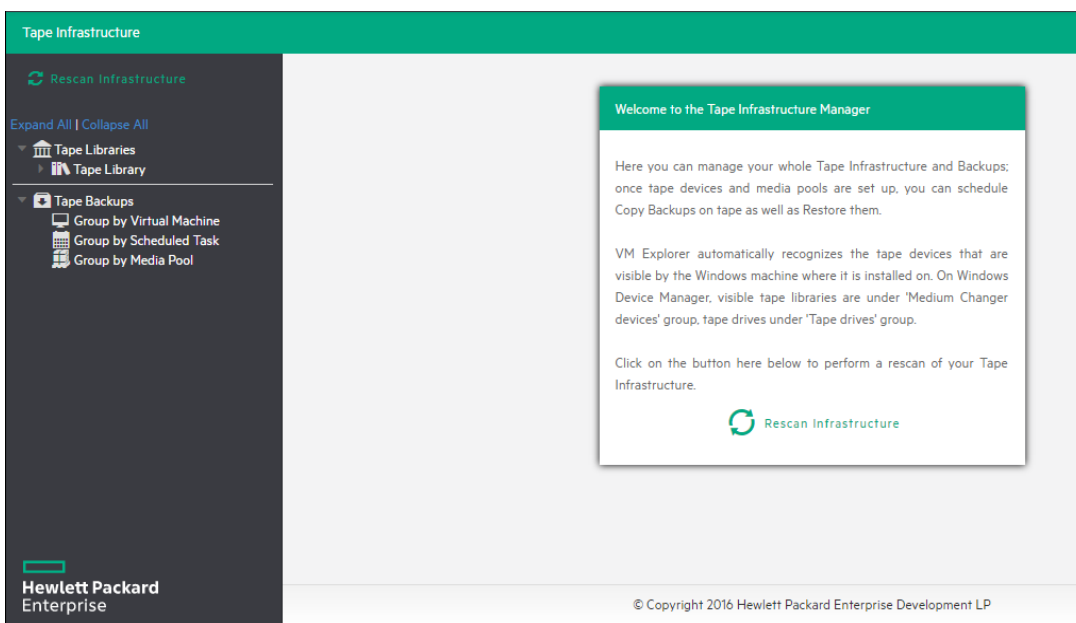 Tape Infrastructure
Rescan Infrastructure
Expand All | Collapse All
Tape Libraries
Tape Library
Tape Backups
Group by Virtual Machine
Group by Scheduled Task
Group by Media Pool
Hewlett Packard
Enterprise
Welcome to the Tape Infrastructure Manager
Here you can manage your whole Tape Infrastructure and Backups;
once tape devices and media pools are set up, you can schedule
Copy Backups on tape as well as Restore them.
VM Explorer automatically recognizes the tape devices that are
visible by the Windows machine where it is installed on. On Windows
Device Manager, visible tape libraries are under 'Medium Changer
devices' group, tape drives under 'Tape drives' group.
Click on the button here below to perform a rescan of your Tape
Infrastructure.
Rescan Infrastructure
© Copyright 2016 Hewlett Packard Enterprise Development LP